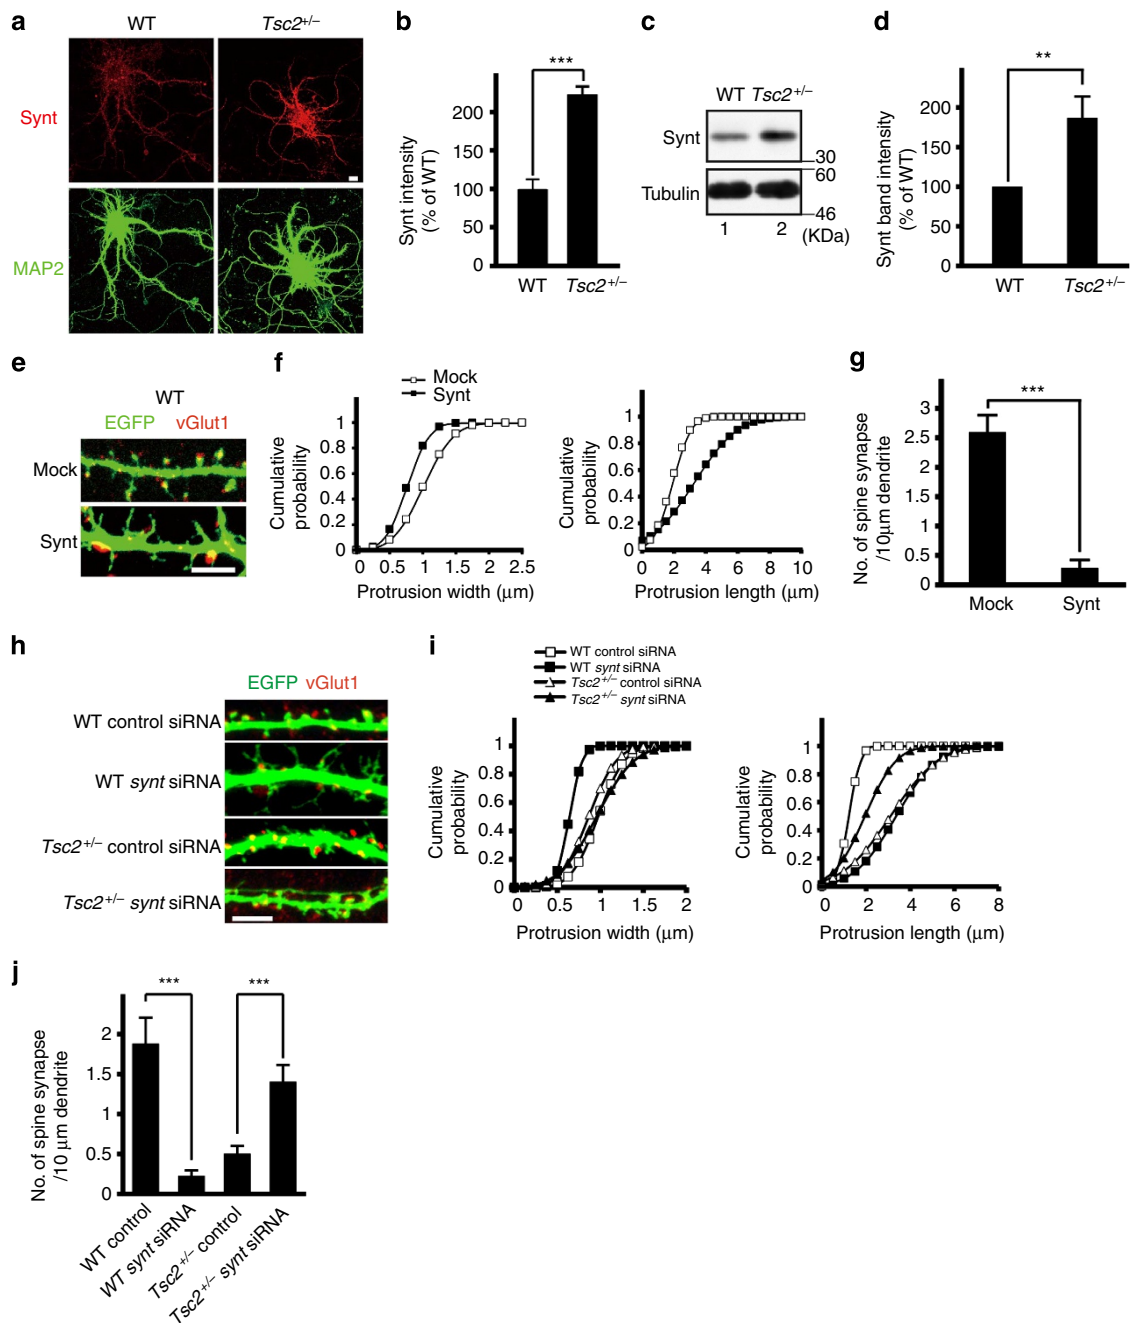 a
WT
Tsc2+/–
Synt
MAP2
b
***
Synt intensity
(% of WT)
200
150
100
50
0
WT
Tsc2+/–
c
WT Tsc2+/–
Synt
30
60
Tubulin
46
1 2 (KDa)
d
**
Synt band intensity
(% of WT)
200
150
100
50
0
WT
Tsc2+/–
e
WT
EGFP vGlut1
Mock
Synt
f
Mock
Synt
Cumulative
probability
1
0.8
0.6
0.4
0.2
0
0 0.5 1 1.5 2 2.5
Protrusion width (μm)
Cumulative
probability
1
0.8
0.6
0.4
0.2
0
0 2 4 6 8 10
Protrusion length (μm)
g
***
No. of spine synapse
/10μm dendrite
3
2.5
2
1.5
1
0.5
0
Mock Synt
h
EGFP vGlut1
WT control siRNA
WT synt siRNA
Tsc2+/– control siRNA
Tsc2+/– synt siRNA
i
WT control siRNA
WT synt siRNA
Tsc2+/– control siRNA
Tsc2+/– synt siRNA
Cumulative
probability
1
0.8
0.6
0.4
0.2
0
0 0.5 1 1.5 2
Protrusion width (μm)
Cumulative
probability
1
0.8
0.6
0.4
0.2
0
0 2 4 6 8
Protrusion length (μm)
j
*** ***
No. of spine synapse
/10 μm dendrite
2
1.5
1
0.5
0
WT control
WT synt siRNA
Tsc2+/– control
Tsc2+/– synt siRNA